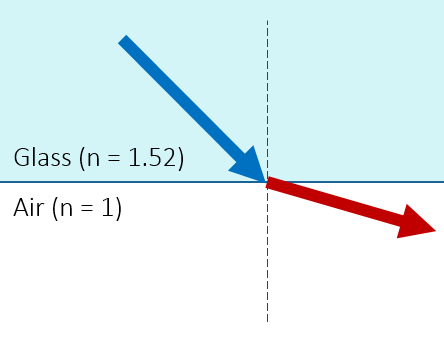 Glass (n = 1.52)
Air (n = 1)